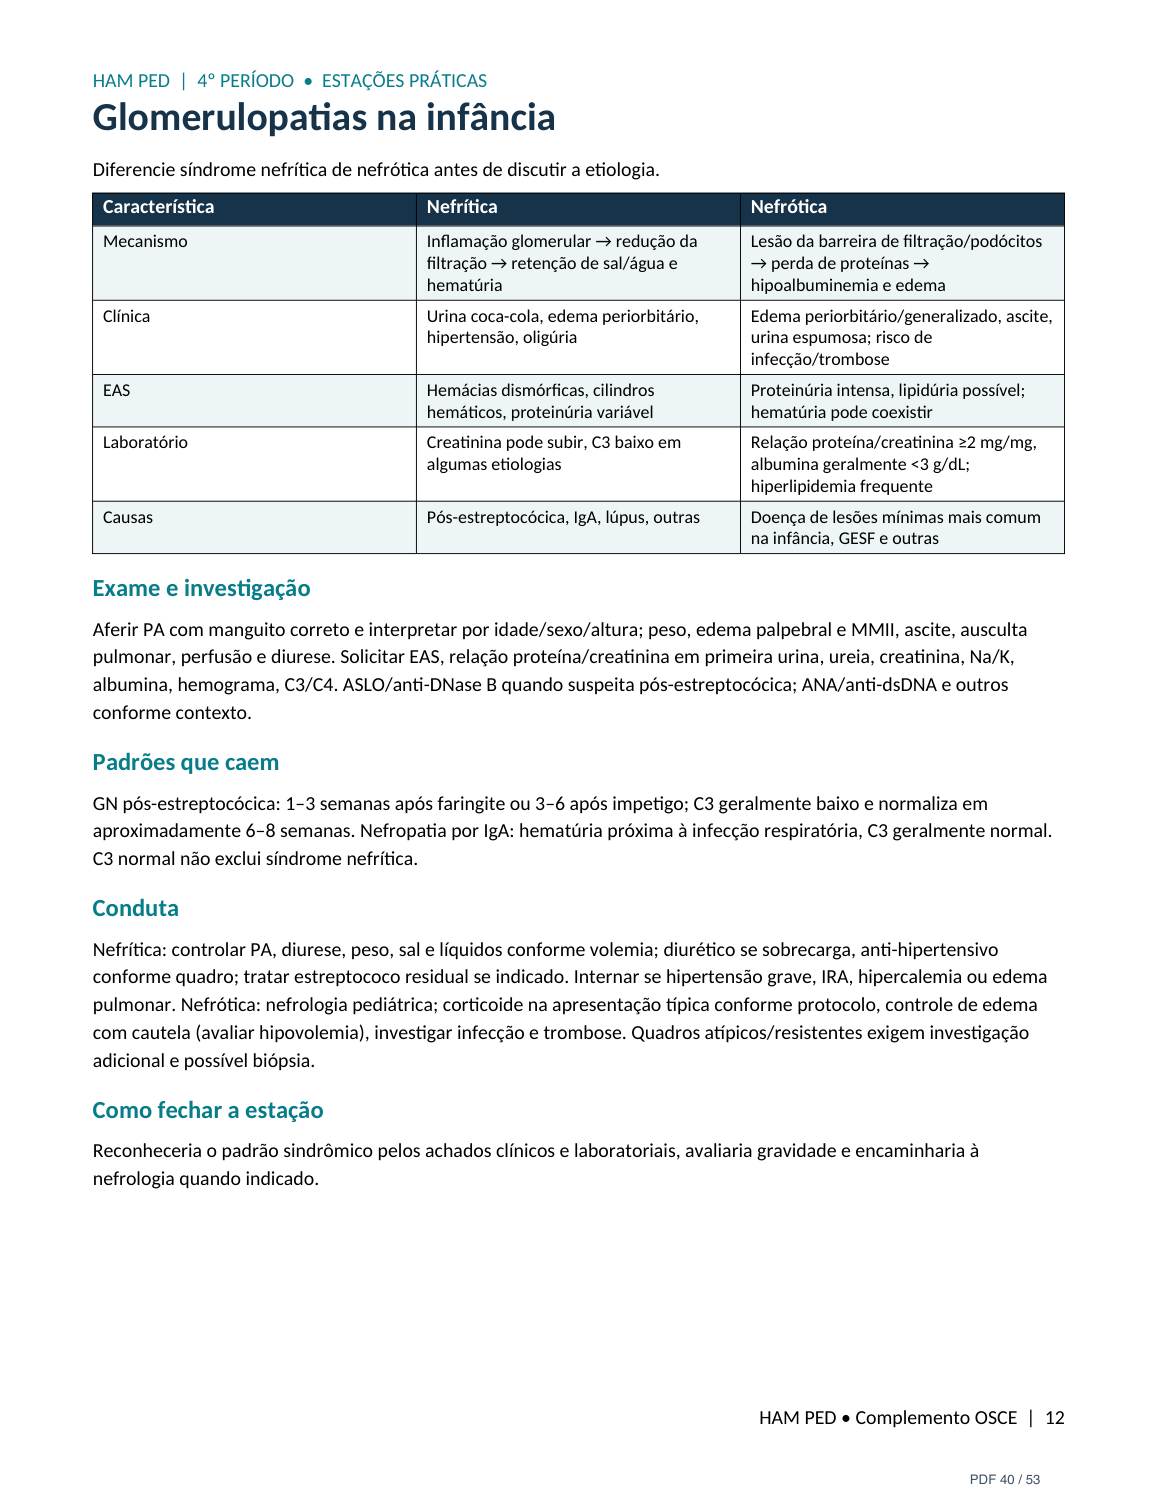 HAM PED | 4º PERÍODO • ESTAÇÕES PRÁTICAS
Glomerulopatias na infância
Diferencie síndrome nefrítica de nefrótica antes de discutir a etiologia.
Característica
Nefrítica
Nefrótica
Mecanismo
Inflamação glomerular → redução da
filtração → retenção de sal/água e
hematúria
Lesão da barreira de filtração/podócitos
→ perda de proteínas →
hipoalbuminemia e edema
Clínica
Urina coca-cola, edema periorbitário,
hipertensão, oligúria
Edema periorbitário/generalizado, ascite,
urina espumosa; risco de
infecção/trombose
EAS
Hemácias dismórficas, cilindros
hemáticos, proteinúria variável
Proteinúria intensa, lipidúria possível;
hematúria pode coexistir
Laboratório
Creatinina pode subir, C3 baixo em
algumas etiologias
Relação proteína/creatinina ≥2 mg/mg,
albumina geralmente <3 g/dL;
hiperlipidemia frequente
Causas
Pós-estreptocócica, IgA, lúpus, outras
Doença de lesões mínimas mais comum
na infância, GESF e outras
Exame e investigação
Aferir PA com manguito correto e interpretar por idade/sexo/altura; peso, edema palpebral e MMII, ascite, ausculta
pulmonar, perfusão e diurese. Solicitar EAS, relação proteína/creatinina em primeira urina, ureia, creatinina, Na/K,
albumina, hemograma, C3/C4. ASLO/anti-DNase B quando suspeita pós-estreptocócica; ANA/anti-dsDNA e outros
conforme contexto.
Padrões que caem
GN pós-estreptocócica: 1–3 semanas após faringite ou 3–6 após impetigo; C3 geralmente baixo e normaliza em
aproximadamente 6–8 semanas. Nefropatia por IgA: hematúria próxima à infecção respiratória, C3 geralmente normal.
C3 normal não exclui síndrome nefrítica.
Conduta
Nefrítica: controlar PA, diurese, peso, sal e líquidos conforme volemia; diurético se sobrecarga, anti-hipertensivo
conforme quadro; tratar estreptococo residual se indicado. Internar se hipertensão grave, IRA, hipercalemia ou edema
pulmonar. Nefrótica: nefrologia pediátrica; corticoide na apresentação típica conforme protocolo, controle de edema
com cautela (avaliar hipovolemia), investigar infecção e trombose. Quadros atípicos/resistentes exigem investigação
adicional e possível biópsia.
Como fechar a estação
Reconheceria o padrão sindrômico pelos achados clínicos e laboratoriais, avaliaria gravidade e encaminharia à
nefrologia quando indicado.
HAM PED • Complemento OSCE | 12
PDF 40 / 53